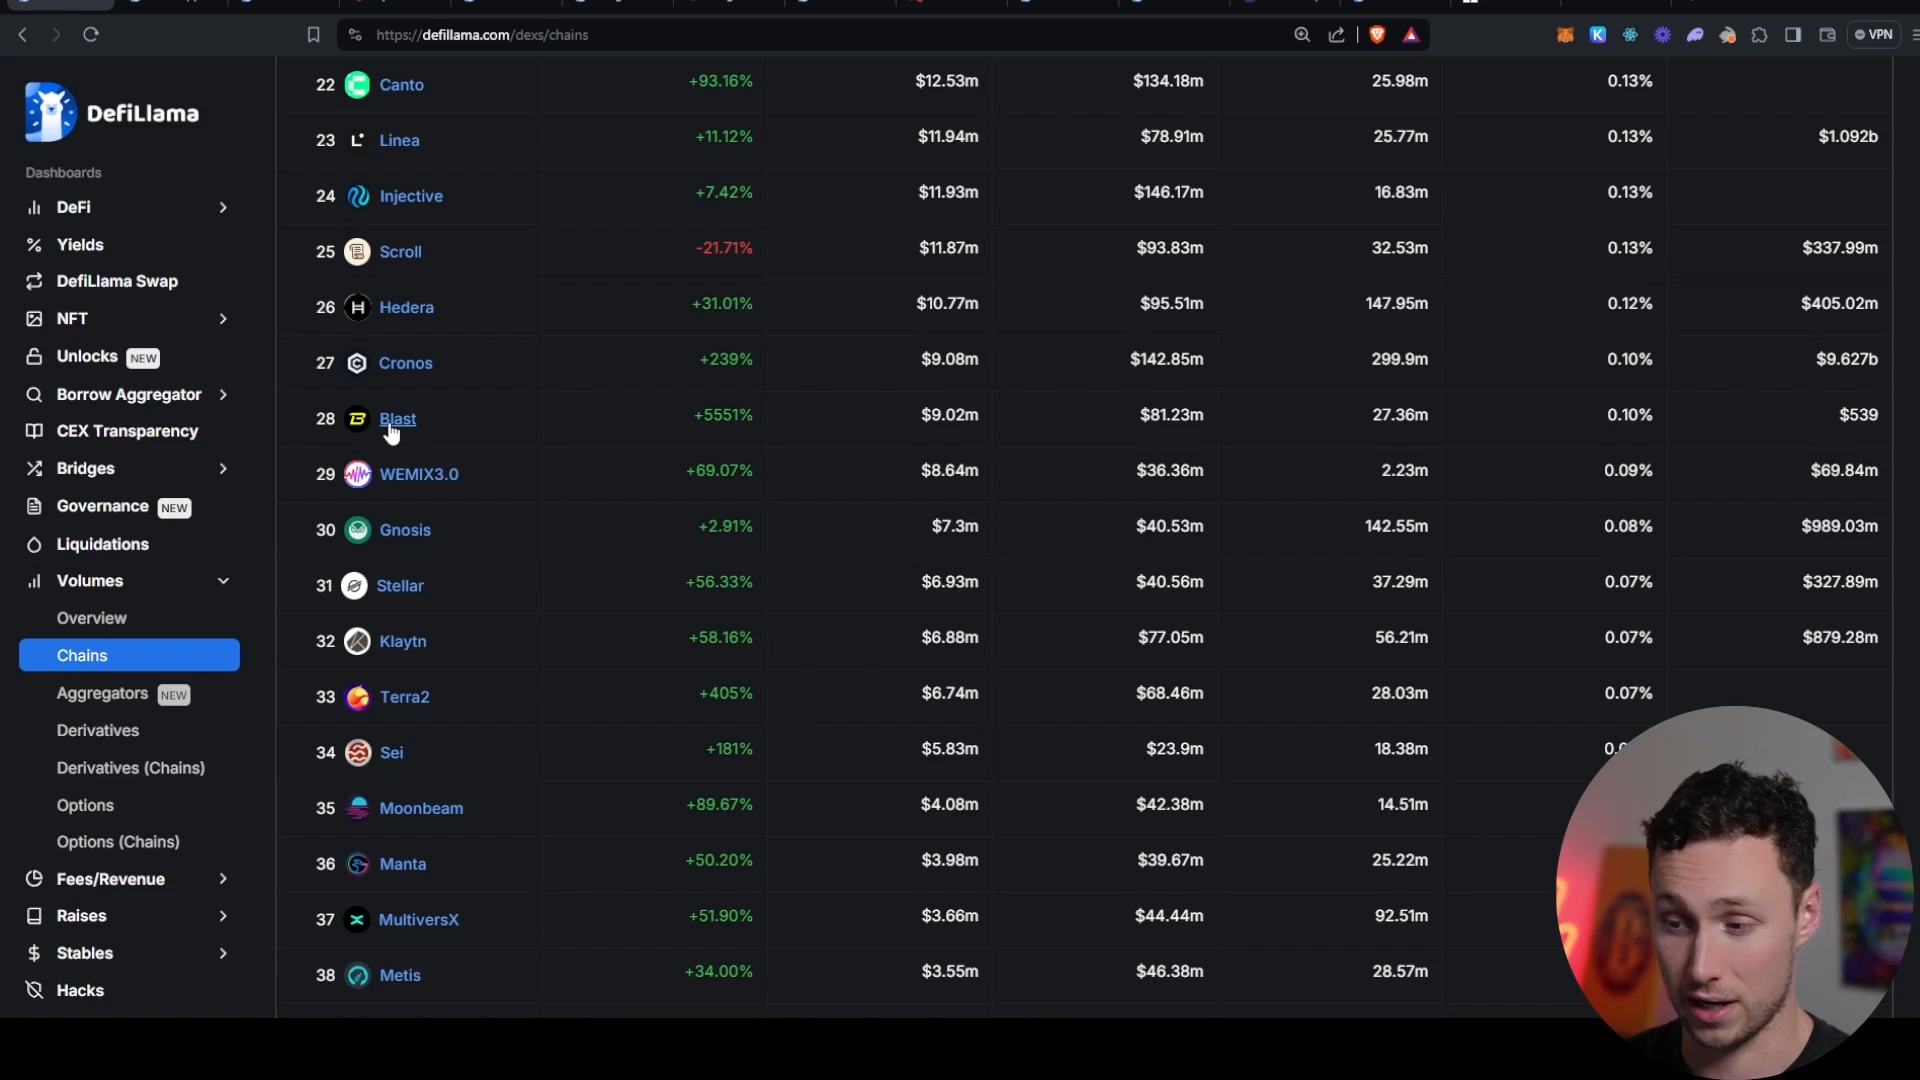 https://defillama.com/dexs/chains
VPN
DefiLlama
Dashboards
DeFi
Yields
DefiLlama Swap
NFT
Unlocks NEW
Borrow Aggregator
CEX Transparency
Bridges
Governance NEW
Liquidations
Volumes
Overview
Chains
Aggregators NEW
Derivatives
Derivatives (Chains)
Options
Options (Chains)
Fees/Revenue
Raises
Stables
Hacks
22 Canto +93.16% $12.53m $134.18m 25.98m 0.13%
23 Linea +11.12% $11.94m $78.91m 25.77m 0.13% $1.092b
24 Injective +7.42% $11.93m $146.17m 16.83m 0.13%
25 Scroll -21.71% $11.87m $93.83m 32.53m 0.13% $337.99m
26 Hedera +31.01% $10.77m $95.51m 147.95m 0.12% $405.02m
27 Cronos +239% $9.08m $142.85m 299.9m 0.10% $9.627b
28 Blast +5551% $9.02m $81.23m 27.36m 0.10% $539
29 WEMIX3.0 +69.07% $8.64m $36.36m 2.23m 0.09% $69.84m
30 Gnosis +2.91% $7.3m $40.53m 142.55m 0.08% $989.03m
31 Stellar +56.33% $6.93m $40.56m 37.29m 0.07% $327.89m
32 Klaytn +58.16% $6.88m $77.05m 56.21m 0.07% $879.28m
33 Terra2 +405% $6.74m $68.46m 28.03m 0.07%
34 Sei +181% $5.83m $23.9m 18.38m
35 Moonbeam +89.67% $4.08m $42.38m 14.51m
36 Manta +50.20% $3.98m $39.67m 25.22m
37 MultiversX +51.90% $3.66m $44.44m 92.51m
38 Metis +34.00% $3.55m $46.38m 28.57m